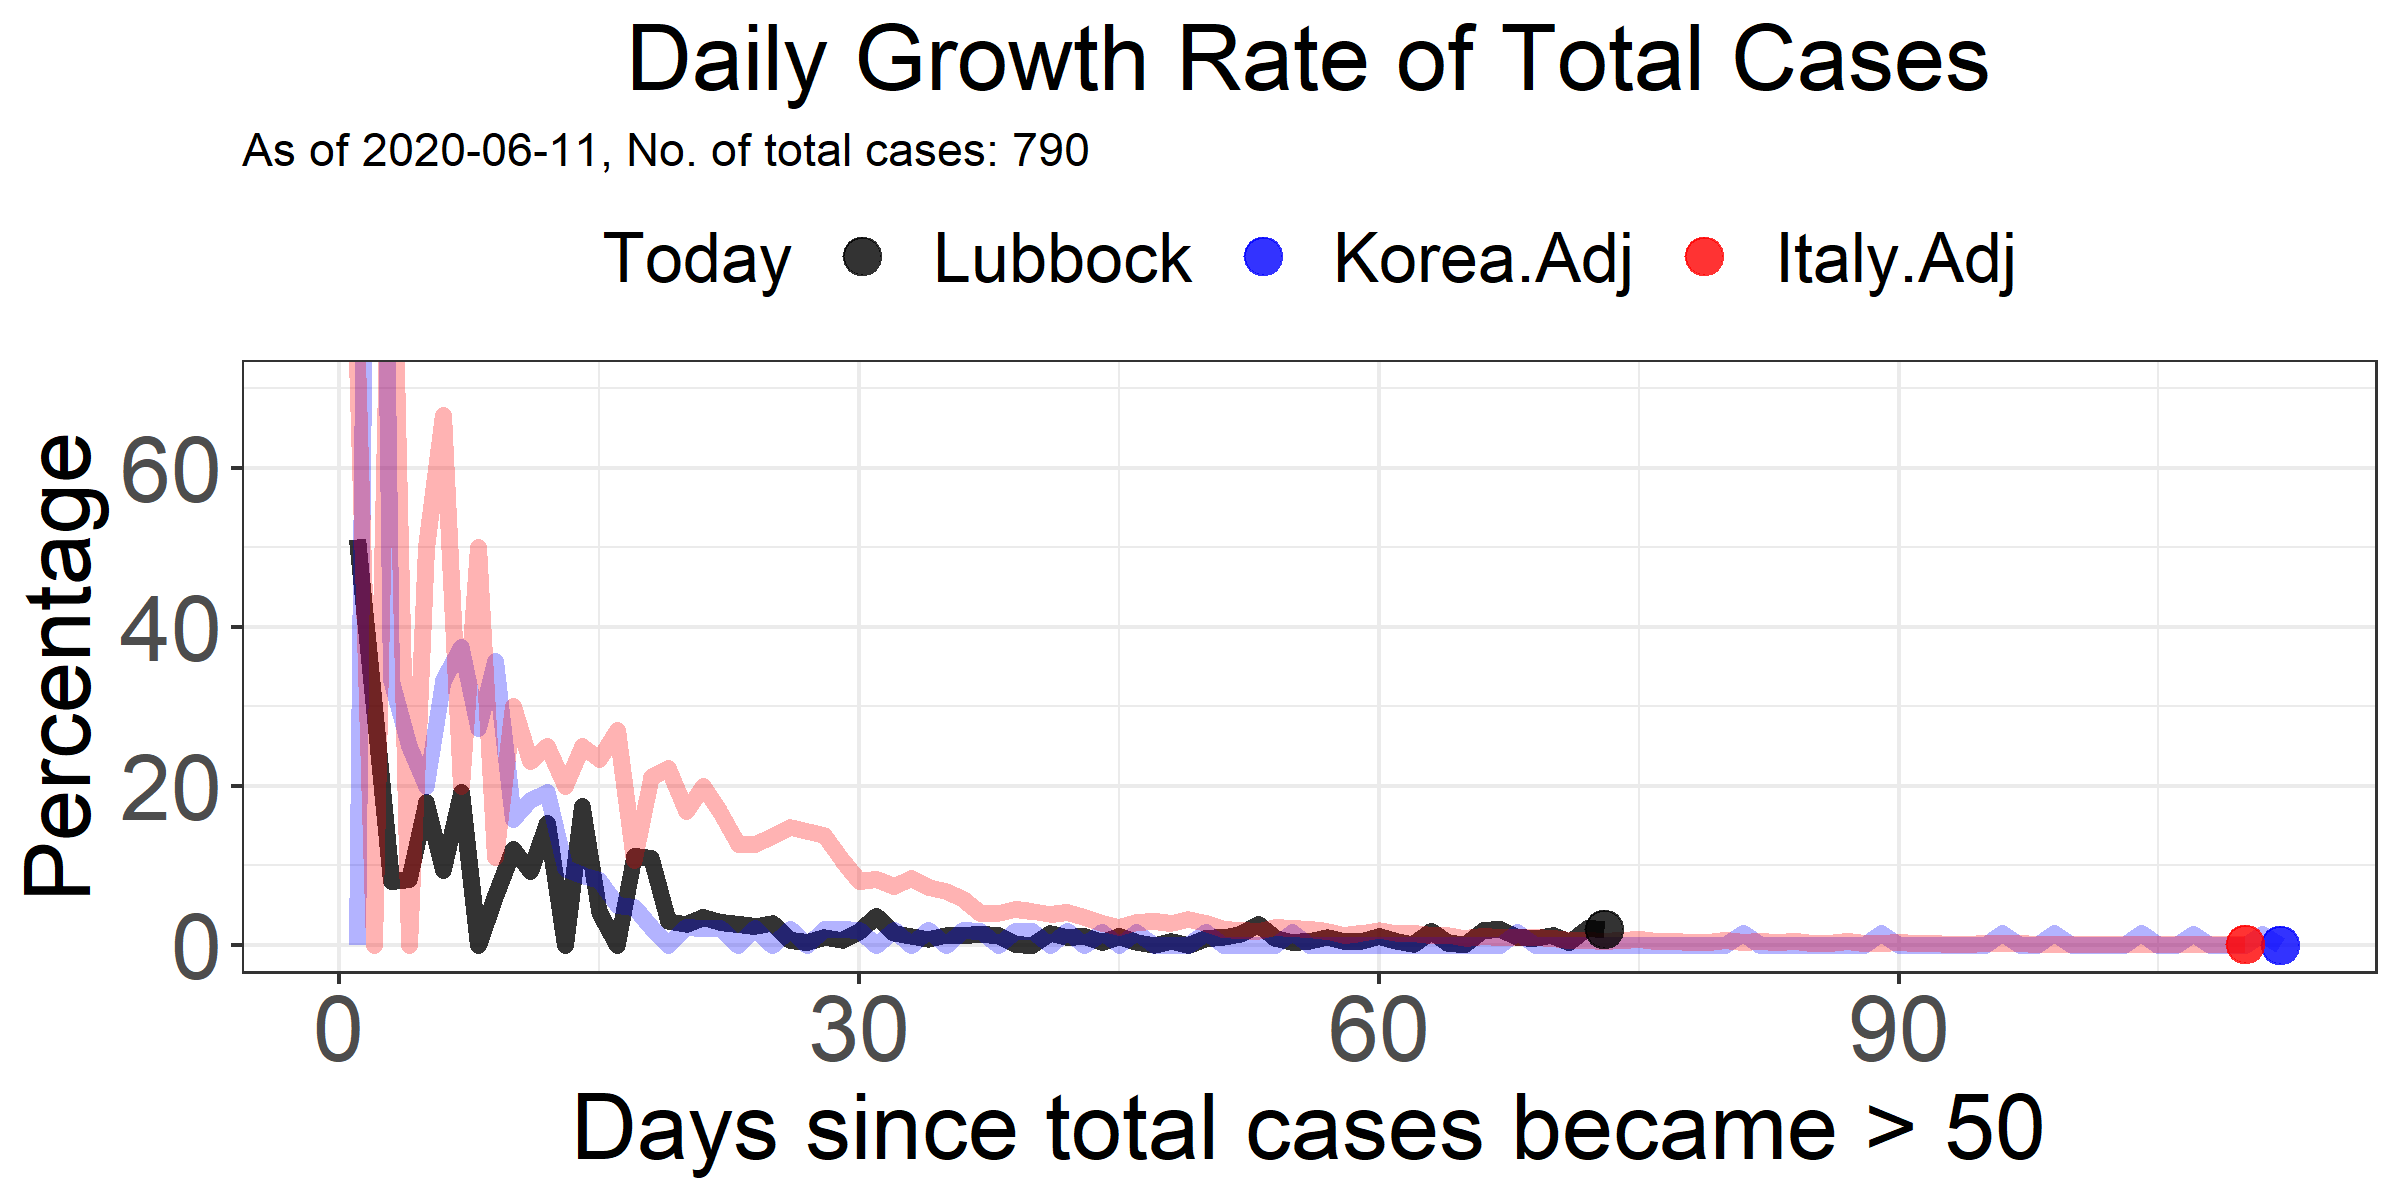 Daily Growth Rate of Total Cases
As of 2020-06-11, No. of total cases: 790
Today Lubbock Korea.Adj Italy.Adj
Percentage
60
40
20
0
0 30 60 90
Days since total cases became > 50